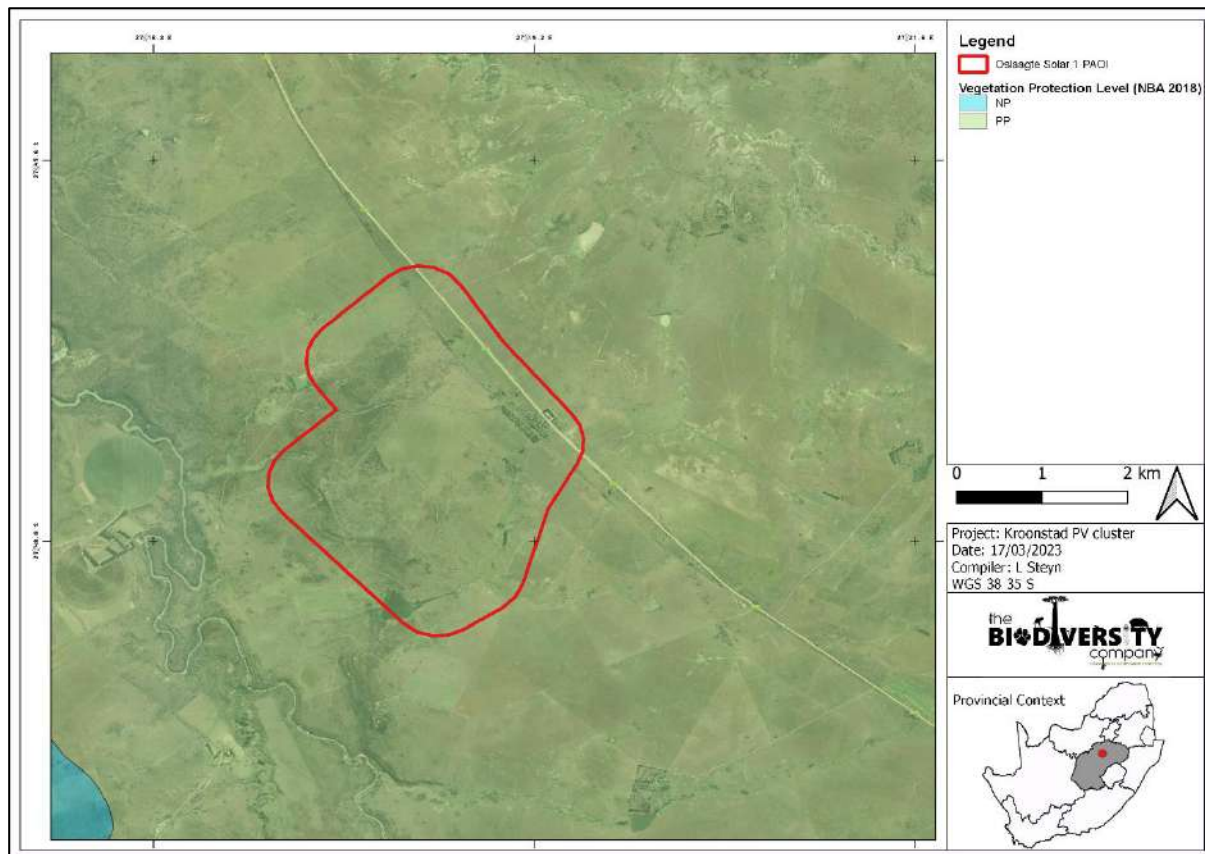 Legend
Oslaagte Solar 1 PAOI
Vegetation Protection Level (NBA 2018)
NP
PP
0 1 2 km
Project: Kroonstad PV cluster
Date: 17/03/2023
Compiler: L Steyn
WGS 38 35 S
the
BIODIVERSITY
company
Provincial Context